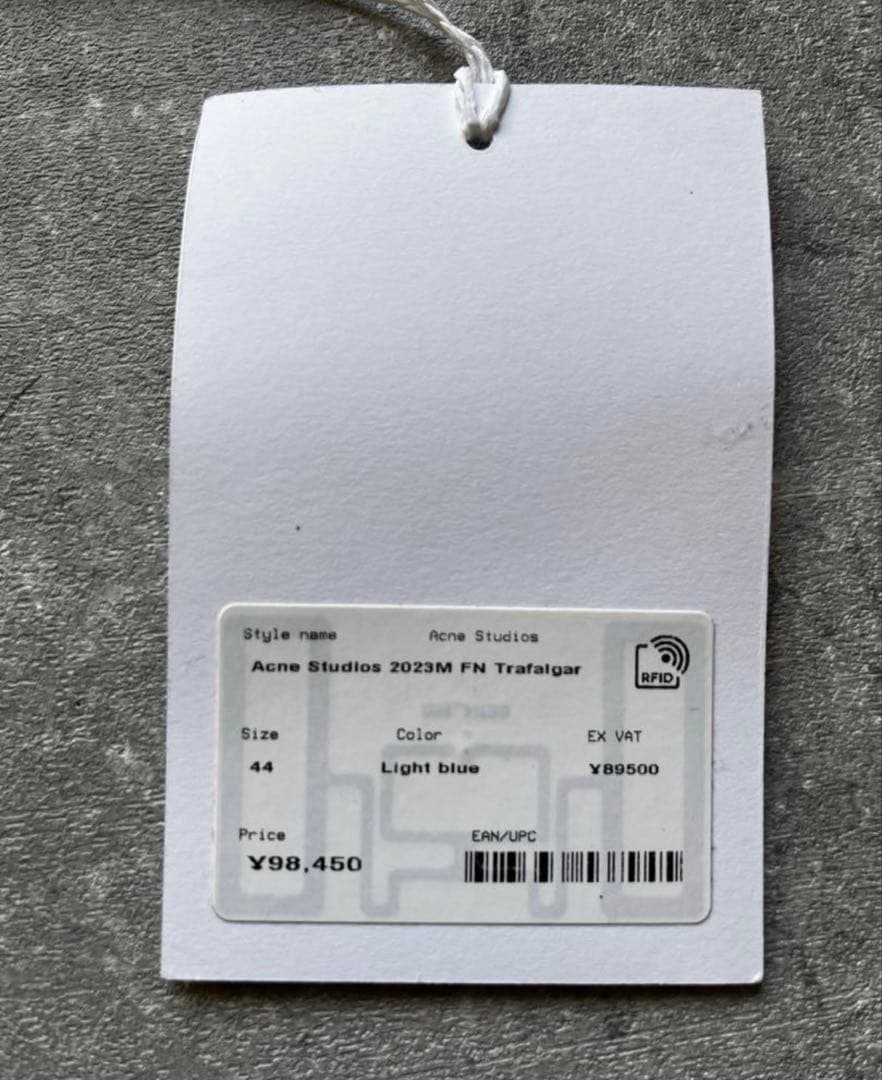 Style name Acne Studios
Acne Studios 2023M FN Trafalgar
RFID
Size Color EX VAT
44 Light blue ¥89500
Price EAN/UPC
¥98,450